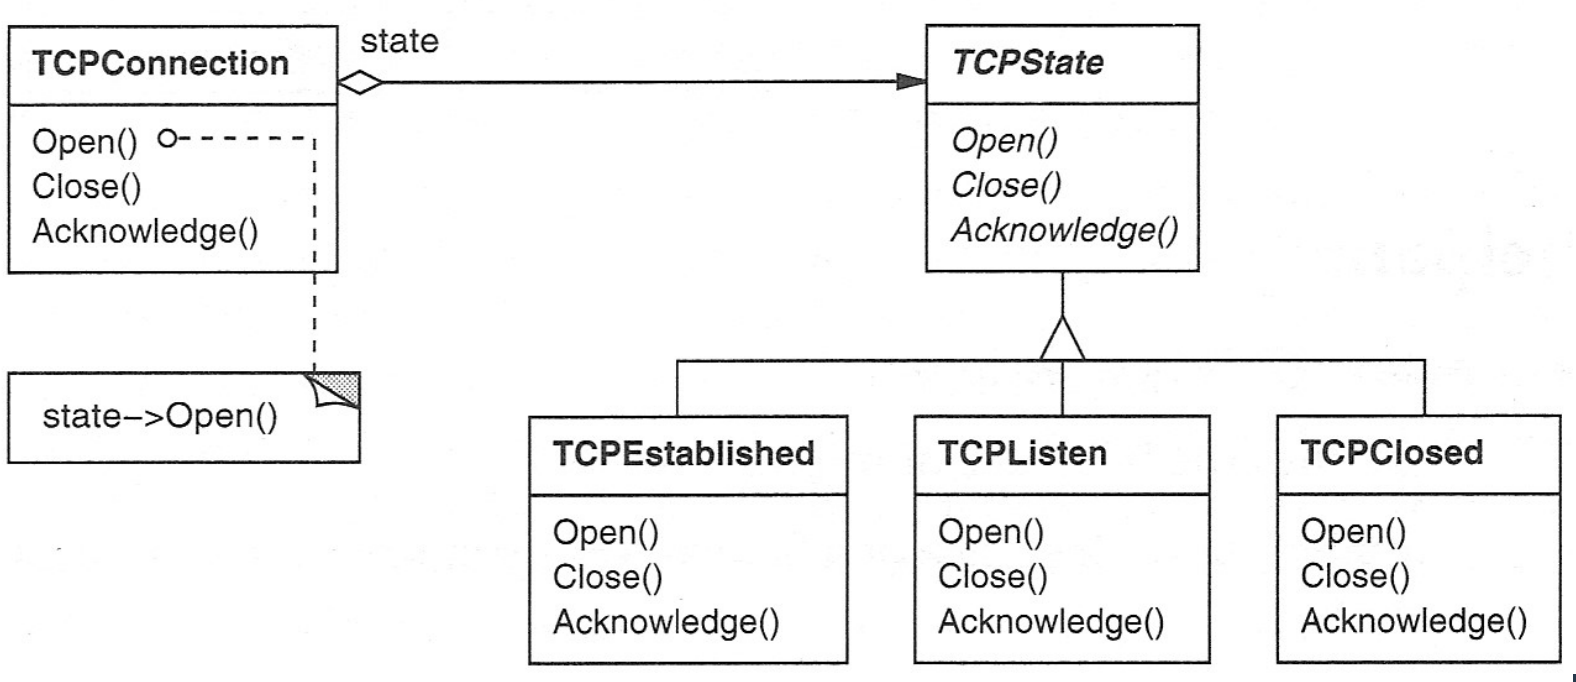 TCPConnection
Open()
Close()
Acknowledge()
state
TCPState
Open()
Close()
Acknowledge()
state–>Open()
TCPEstablished
Open()
Close()
Acknowledge()
TCPListen
Open()
Close()
Acknowledge()
TCPClosed
Open()
Close()
Acknowledge()